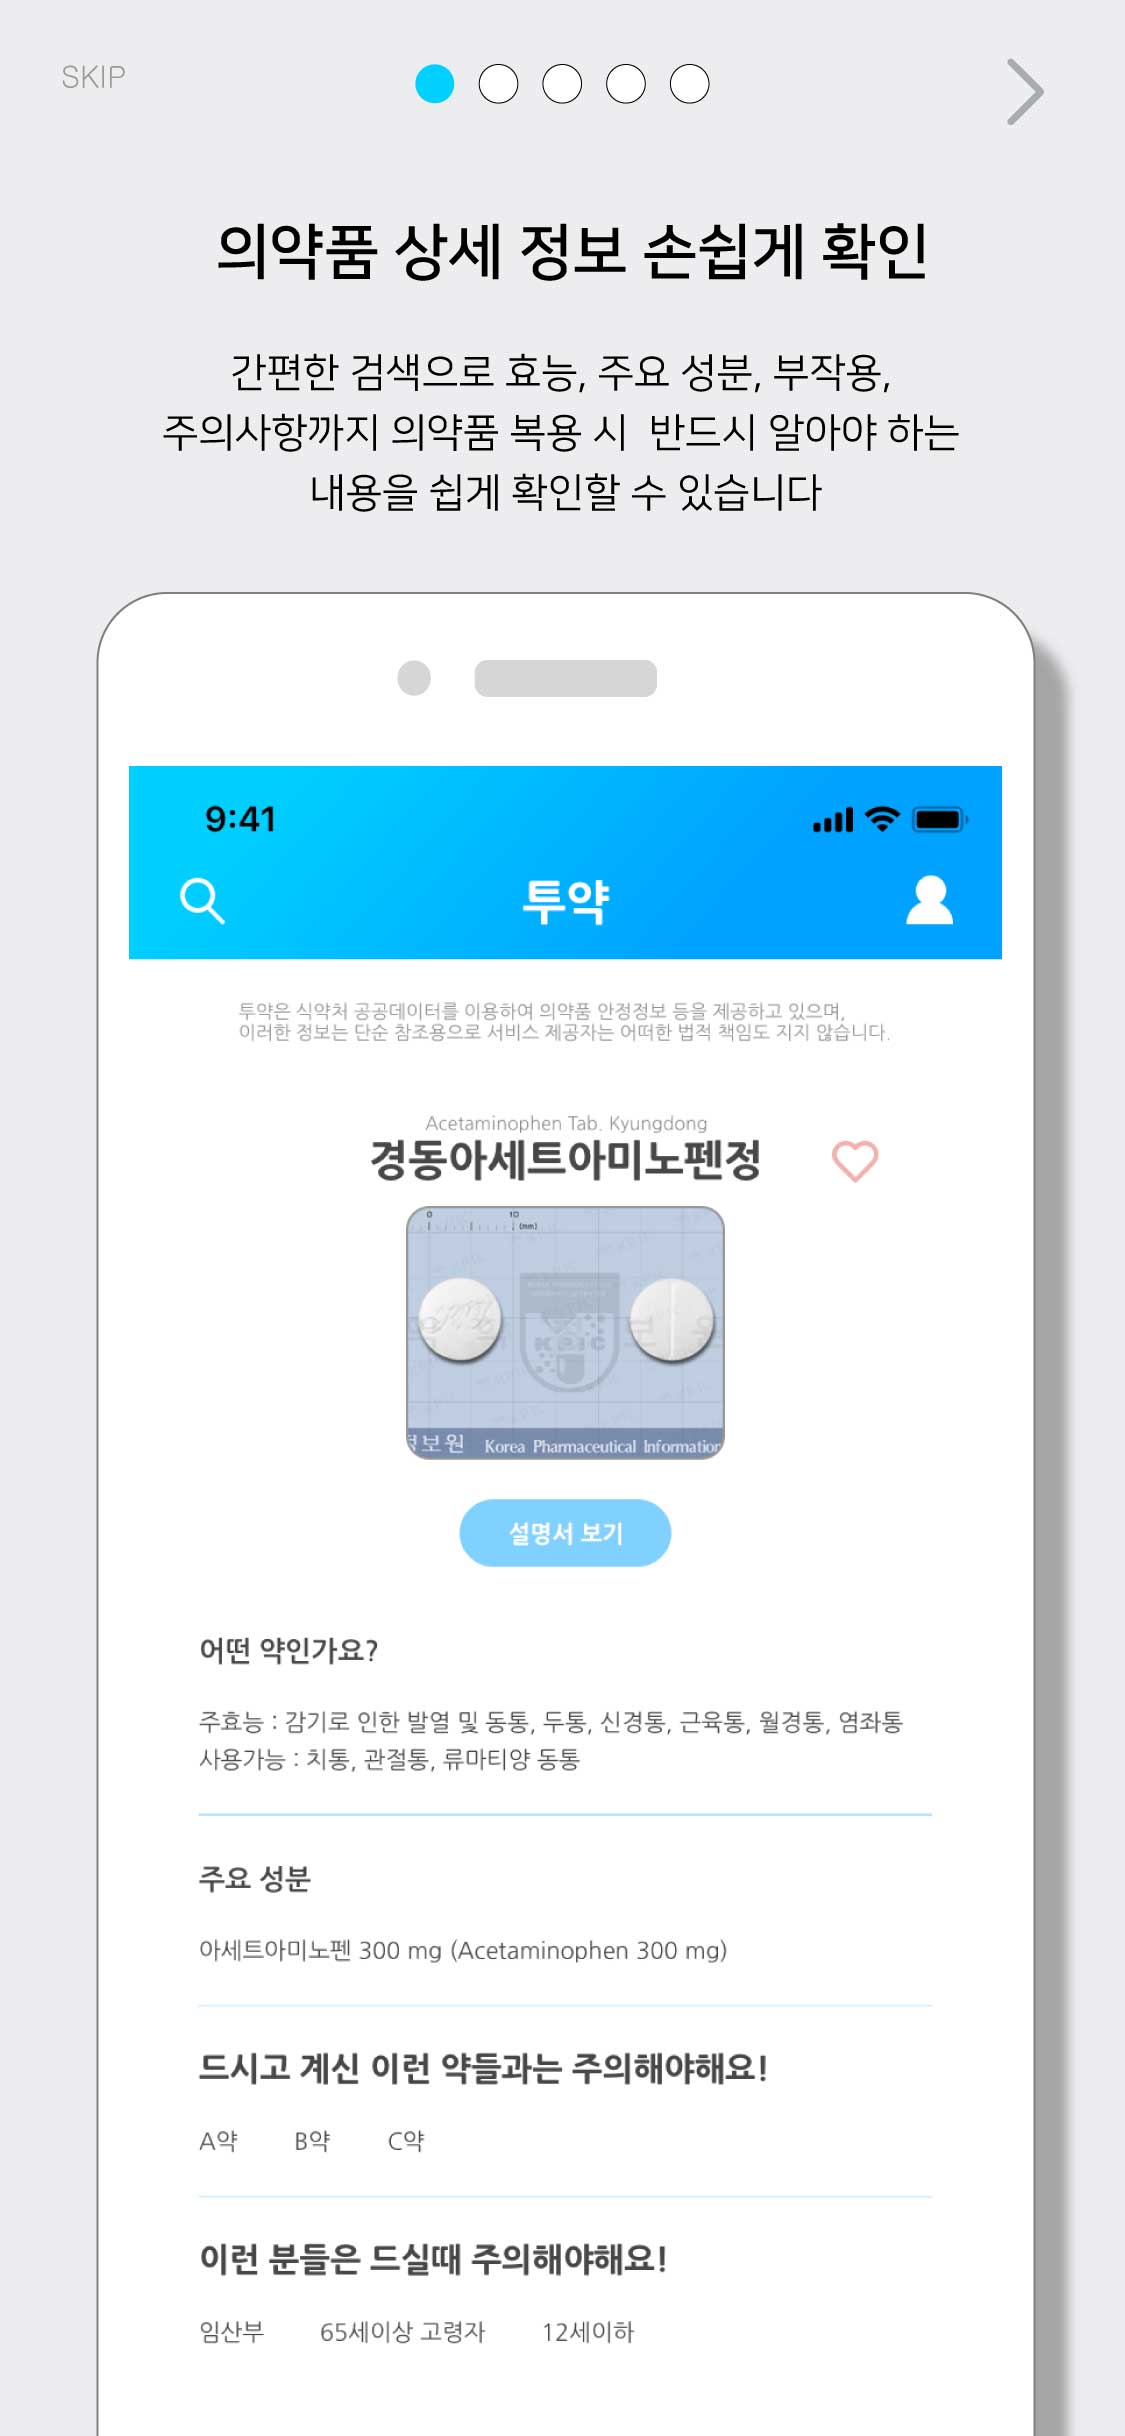 SKIP
의약품 상세 정보 손쉽게 확인
간편한 검색으로 효능, 주요 성분, 부작용,
주의사항까지 의약품 복용 시 반드시 알아야 하는
내용을 쉽게 확인할 수 있습니다
9:41
투약
투약은 식약처 공공데이터를 이용하여 의약품 안정정보 등을 제공하고 있으며,
이러한 정보는 단순 참조용으로 서비스 제공자는 어떠한 법적 책임도 지지 않습니다.
Acetaminophen Tab. Kyungdong
경동아세트아미노펜정
0 10
(mm)
KPIC
보원 Korea Pharmaceutical Information
설명서 보기
어떤 약인가요?
주효능 : 감기로 인한 발열 및 동통, 두통, 신경통, 근육통, 월경통, 염좌통
사용가능 : 치통, 관절통, 류마티양 동통
주요 성분
아세트아미노펜 300 mg (Acetaminophen 300 mg)
드시고 계신 이런 약들과는 주의해야해요!
A약 B약 C약
이런 분들은 드실때 주의해야해요!
임산부 65세이상 고령자 12세이하